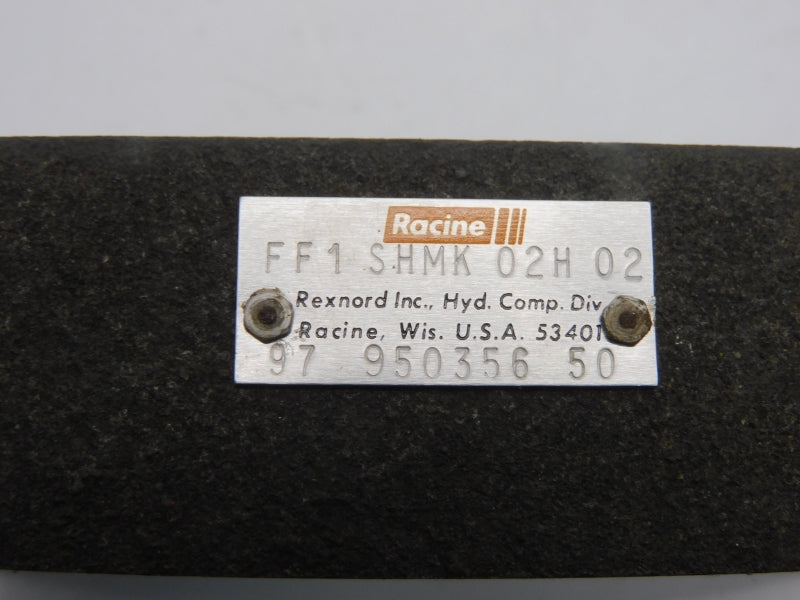 Racine
FF1 SHMK 02H 02
Rexnord Inc., Hyd. Comp. Div
Racine, Wis. U.S.A. 53401
97 950356 50